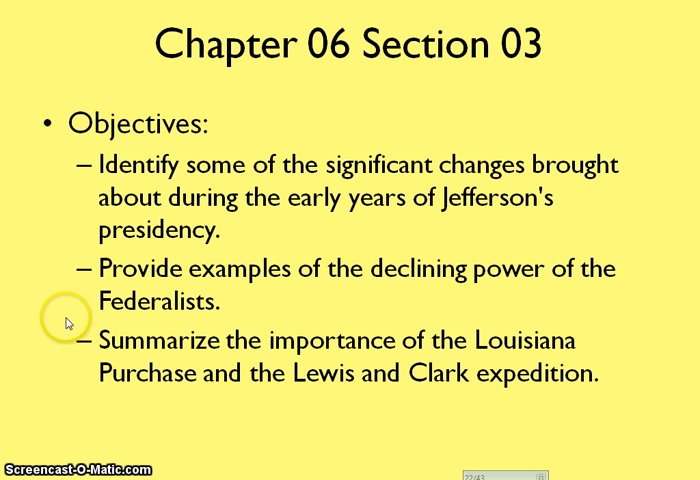 Chapter 06 Section 03
• Objectives:
– Identify some of the significant changes brought
about during the early years of Jefferson's
presidency.
– Provide examples of the declining power of the
Federalists.
– Summarize the importance of the Louisiana
Purchase and the Lewis and Clark expedition.
Screencast-O-Matic.com
22/43